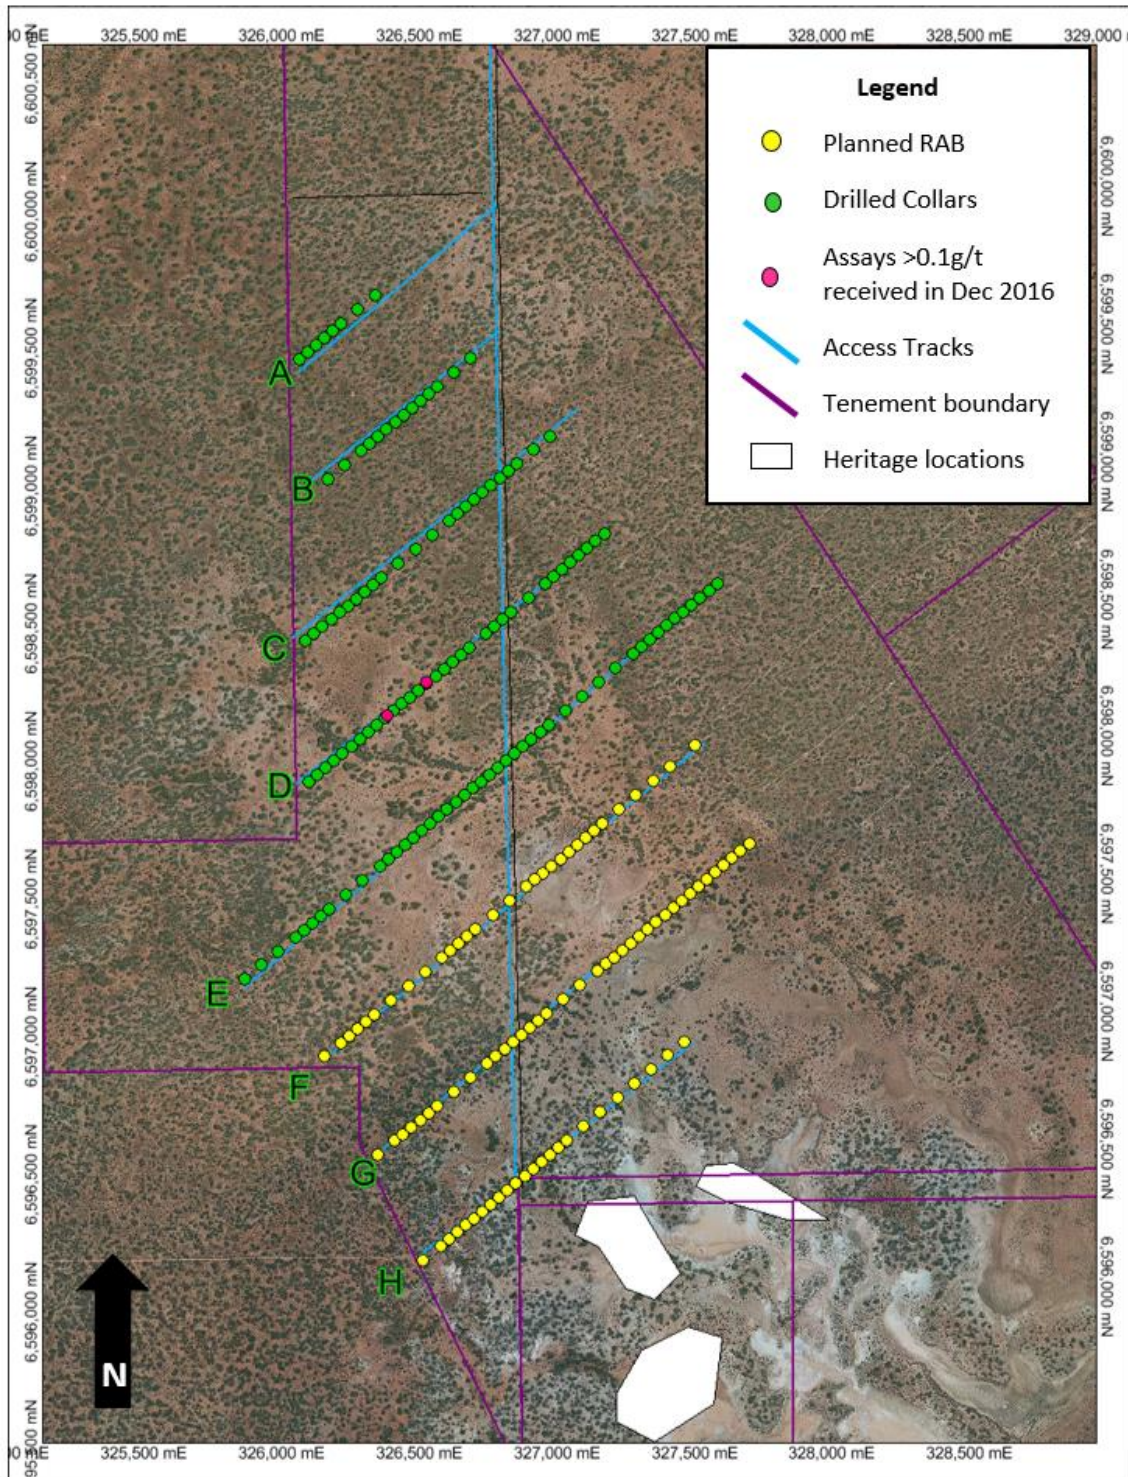 00 mE 325,500 mE 326,000 mE 326,500 mE 327,000 mE 327,500 mE 328,000 mE 328,500 mE 329,000 m
6,600,500 mN
6,600,000 mN
6,599,500 mN
6,599,000 mN
6,598,500 mN
6,598,000 mN
6,597,500 mN
6,597,000 mN
6,596,500 mN
6,596,000 mN
95,500 mN
Legend
Planned RAB
Drilled Collars
Assays >0.1g/t
received in Dec 2016
Access Tracks
Tenement boundary
Heritage locations
A
B
C
D
E
F
G
H
N
6,600,000 mN
6,599,500 mN
6,599,000 mN
6,598,500 mN
6,598,000 mN
6,597,500 mN
6,597,000 mN
6,596,500 mN
6,596,000 mN
00 mE 325,500 mE 326,000 mE 326,500 mE 327,000 mE 327,500 mE 328,000 mE 328,500 mE